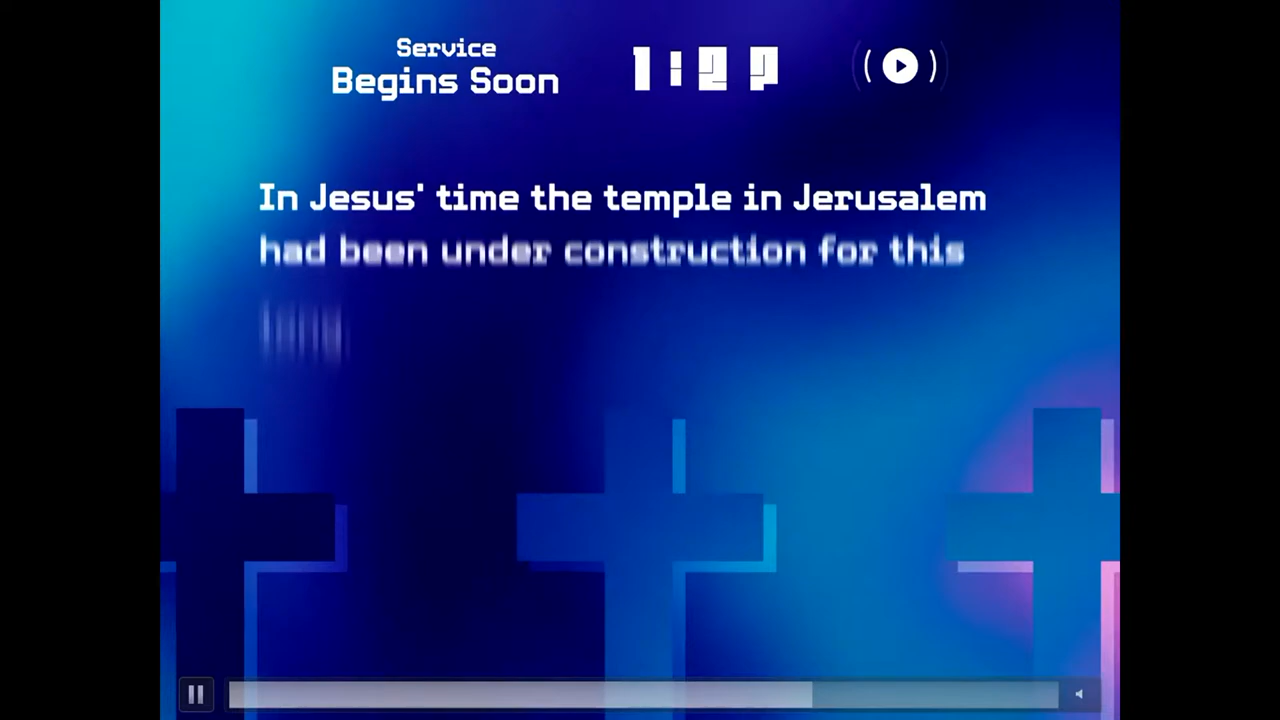 Service
Begins Soon
In Jesus' time the temple in Jerusalem
had been under construction for this